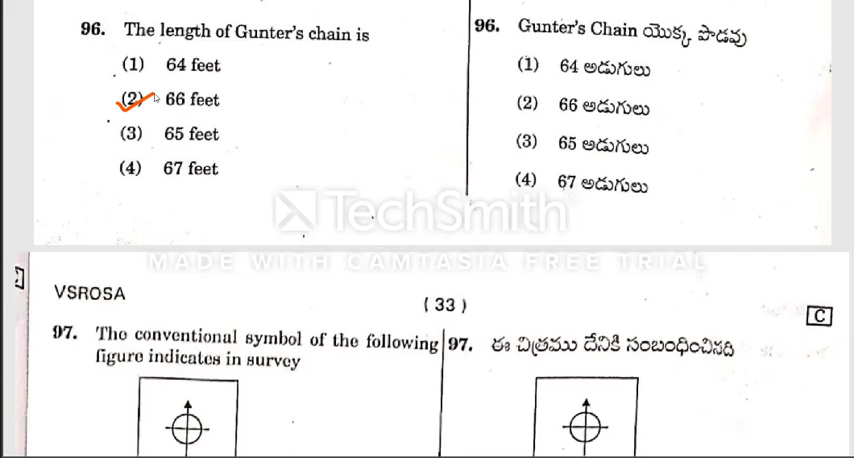 96. The length of Gunter's chain is
(1) 64 feet
(2) 66 feet
(3) 65 feet
(4) 67 feet
96. Gunter's Chain యొక్క పొడవు
(1) 64 అడుగులు
(2) 66 అడుగులు
(3) 65 అడుగులు
(4) 67 అడుగులు
TechSmith
MADE WITH CAMTASIA FREE TRIAL
VSROSA
( 33 )
C
97. The conventional symbol of the following
figure indicates in survey
97. ఈ చిత్రము దేనికి సంబంధించినది